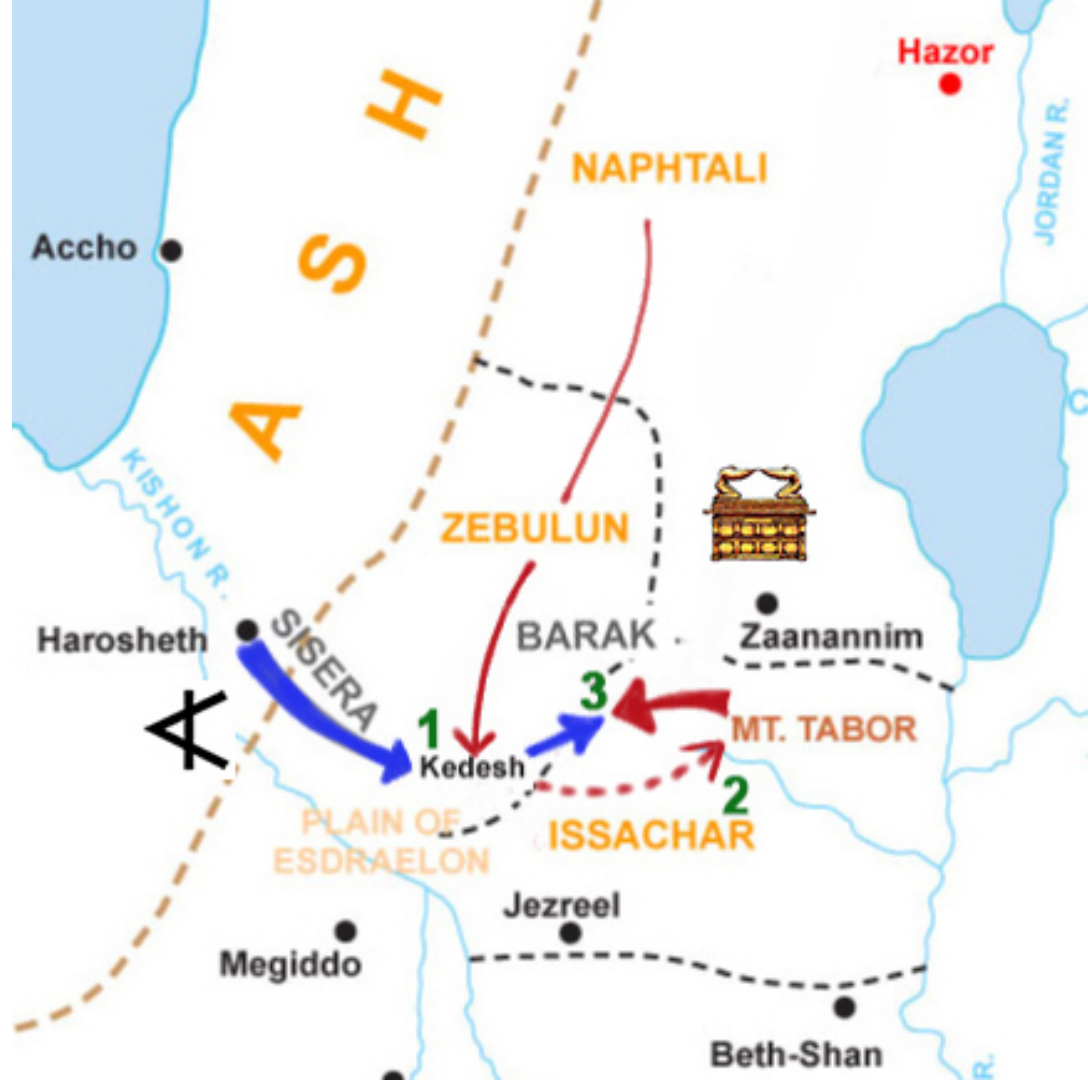 Hazor
H
NAPHTALI
JORDAN R.
Accho
S
A
C
KISHON R.
ZEBULUN
SISERA
Harosheth
BARAK
Zaanannim
3
1
MT. TABOR
Kedesh
2
PLAIN OF
ESDRAELON
ISSACHAR
Jezreel
Megiddo
Beth-Shan
R.